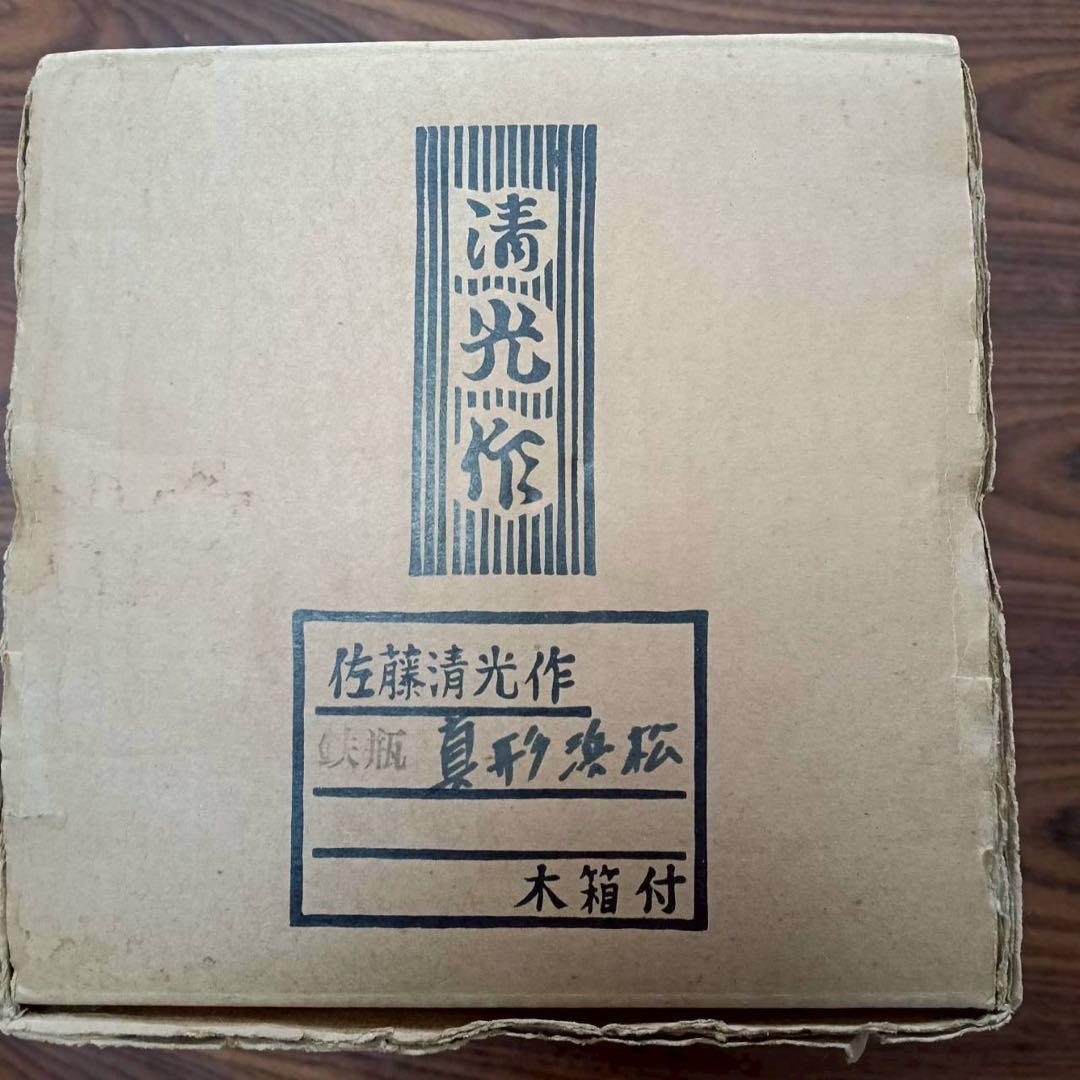 清光作
佐藤清光作
鉄瓶 真形浜松
木箱付